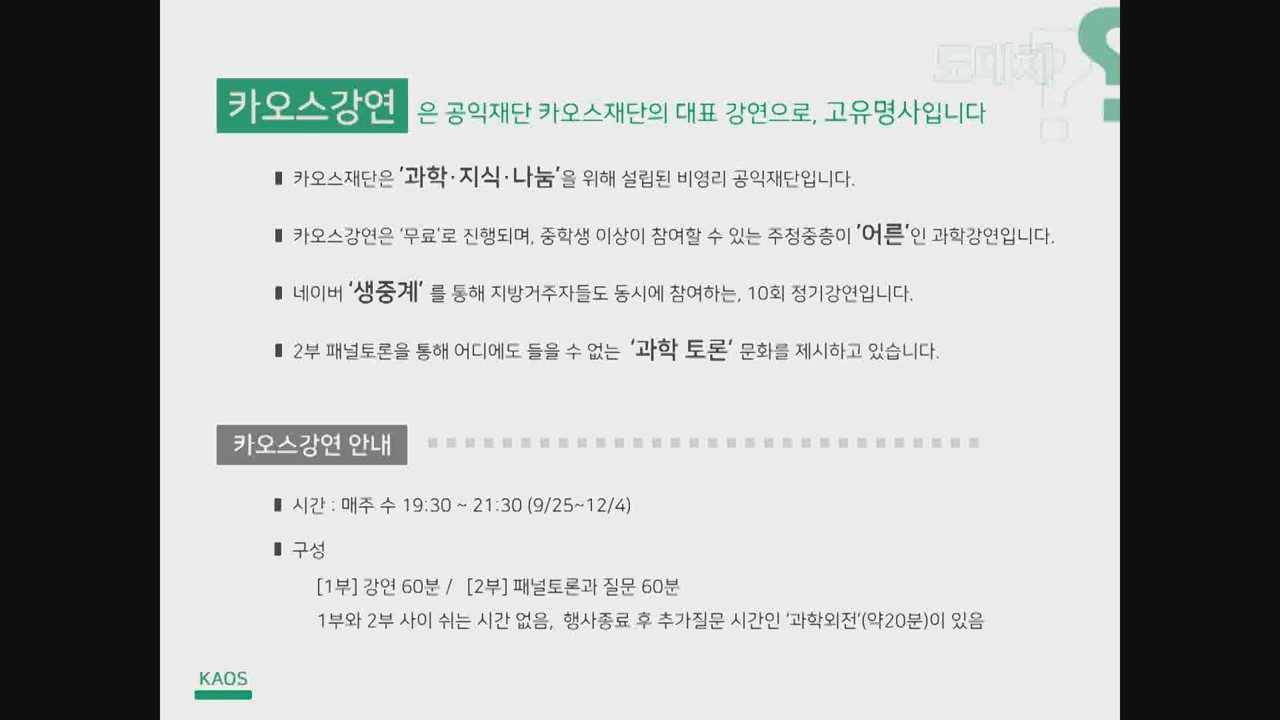 도대체
카오스강연은 공익재단 카오스재단의 대표 강연으로, 고유명사입니다
카오스재단은 '과학·지식·나눔'을 위해 설립된 비영리 공익재단입니다.
카오스강연은 '무료'로 진행되며, 중학생 이상이 참여할 수 있는 주청중층이 '어른'인 과학강연입니다.
네이버 '생중계' 를 통해 지방거주자들도 동시에 참여하는, 10회 정기강연입니다.
2부 패널토론을 통해 어디에도 들을 수 없는 '과학 토론' 문화를 제시하고 있습니다.
카오스강연 안내
시간 : 매주 수 19:30 ~ 21:30 (9/25~12/4)
구성
[1부] 강연 60분 / [2부] 패널토론과 질문 60분
1부와 2부 사이 쉬는 시간 없음, 행사종료 후 추가질문 시간인 '과학외전'(약20분)이 있음
KAOS